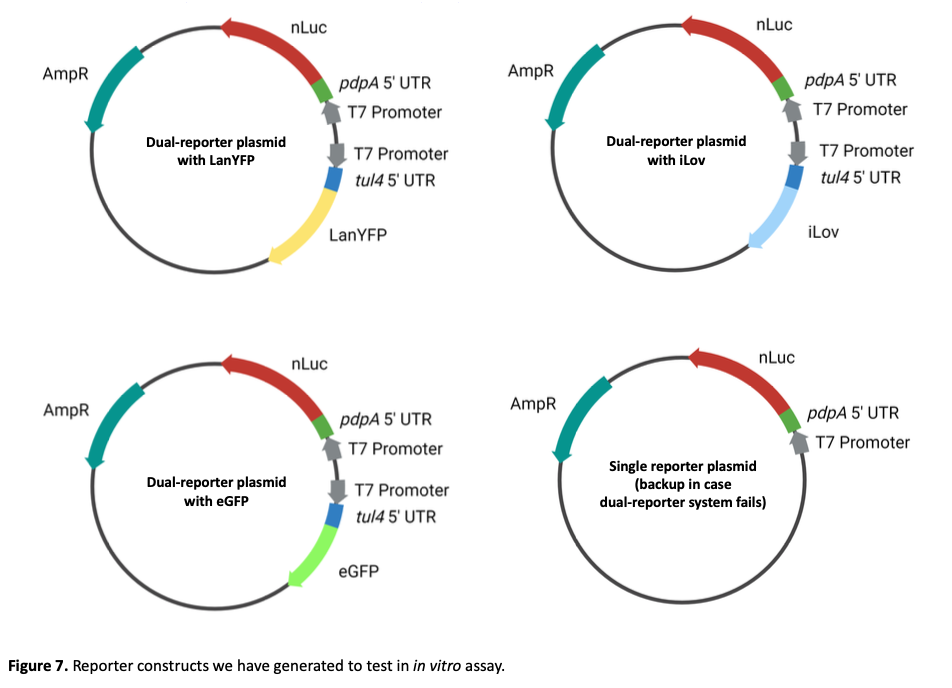 nLuc
AmpR
pdpA 5' UTR
T7 Promoter
Dual-reporter plasmid
with LanYFP
T7 Promoter
tul4 5' UTR
LanYFP
nLuc
AmpR
pdpA 5' UTR
T7 Promoter
Dual-reporter plasmid
with iLov
T7 Promoter
tul4 5' UTR
iLov
nLuc
AmpR
pdpA 5' UTR
T7 Promoter
Dual-reporter plasmid
with eGFP
T7 Promoter
tul4 5' UTR
eGFP
nLuc
AmpR
pdpA 5' UTR
T7 Promoter
Single reporter plasmid
(backup in case
dual-reporter system fails)
Figure 7. Reporter constructs we have generated to test in in vitro assay.